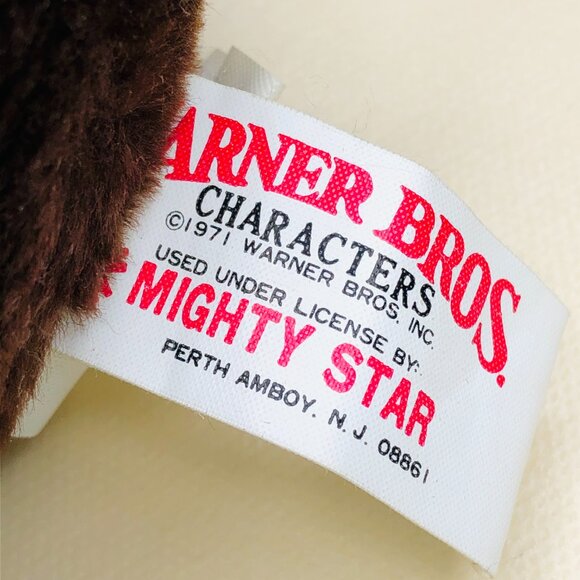 ARNER BROS.
CHARACTERS
©1971 WARNER BROS. INC.
USED UNDER LICENSE BY:
MIGHTY STAR
PERTH AMBOY. N. J. 08861